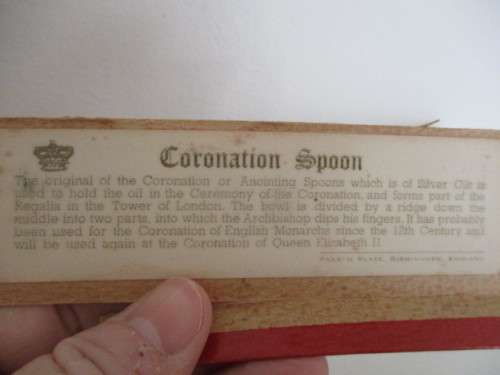 Coronation Spoon
The original of the Coronation or Anointing Spoons which is of Silver Gilt is
used to hold the oil in the Ceremony of the Coronation, and forms part of the
Regalia in the Tower of London. The bowl is divided by a ridge down the
middle into two parts, into which the Archbishop dips his fingers. It has probably
been used for the Coronation of English Monarchs since the 12th Century and
will be used again at the Coronation of Queen Elizabeth II
Plate, Birmingham, England